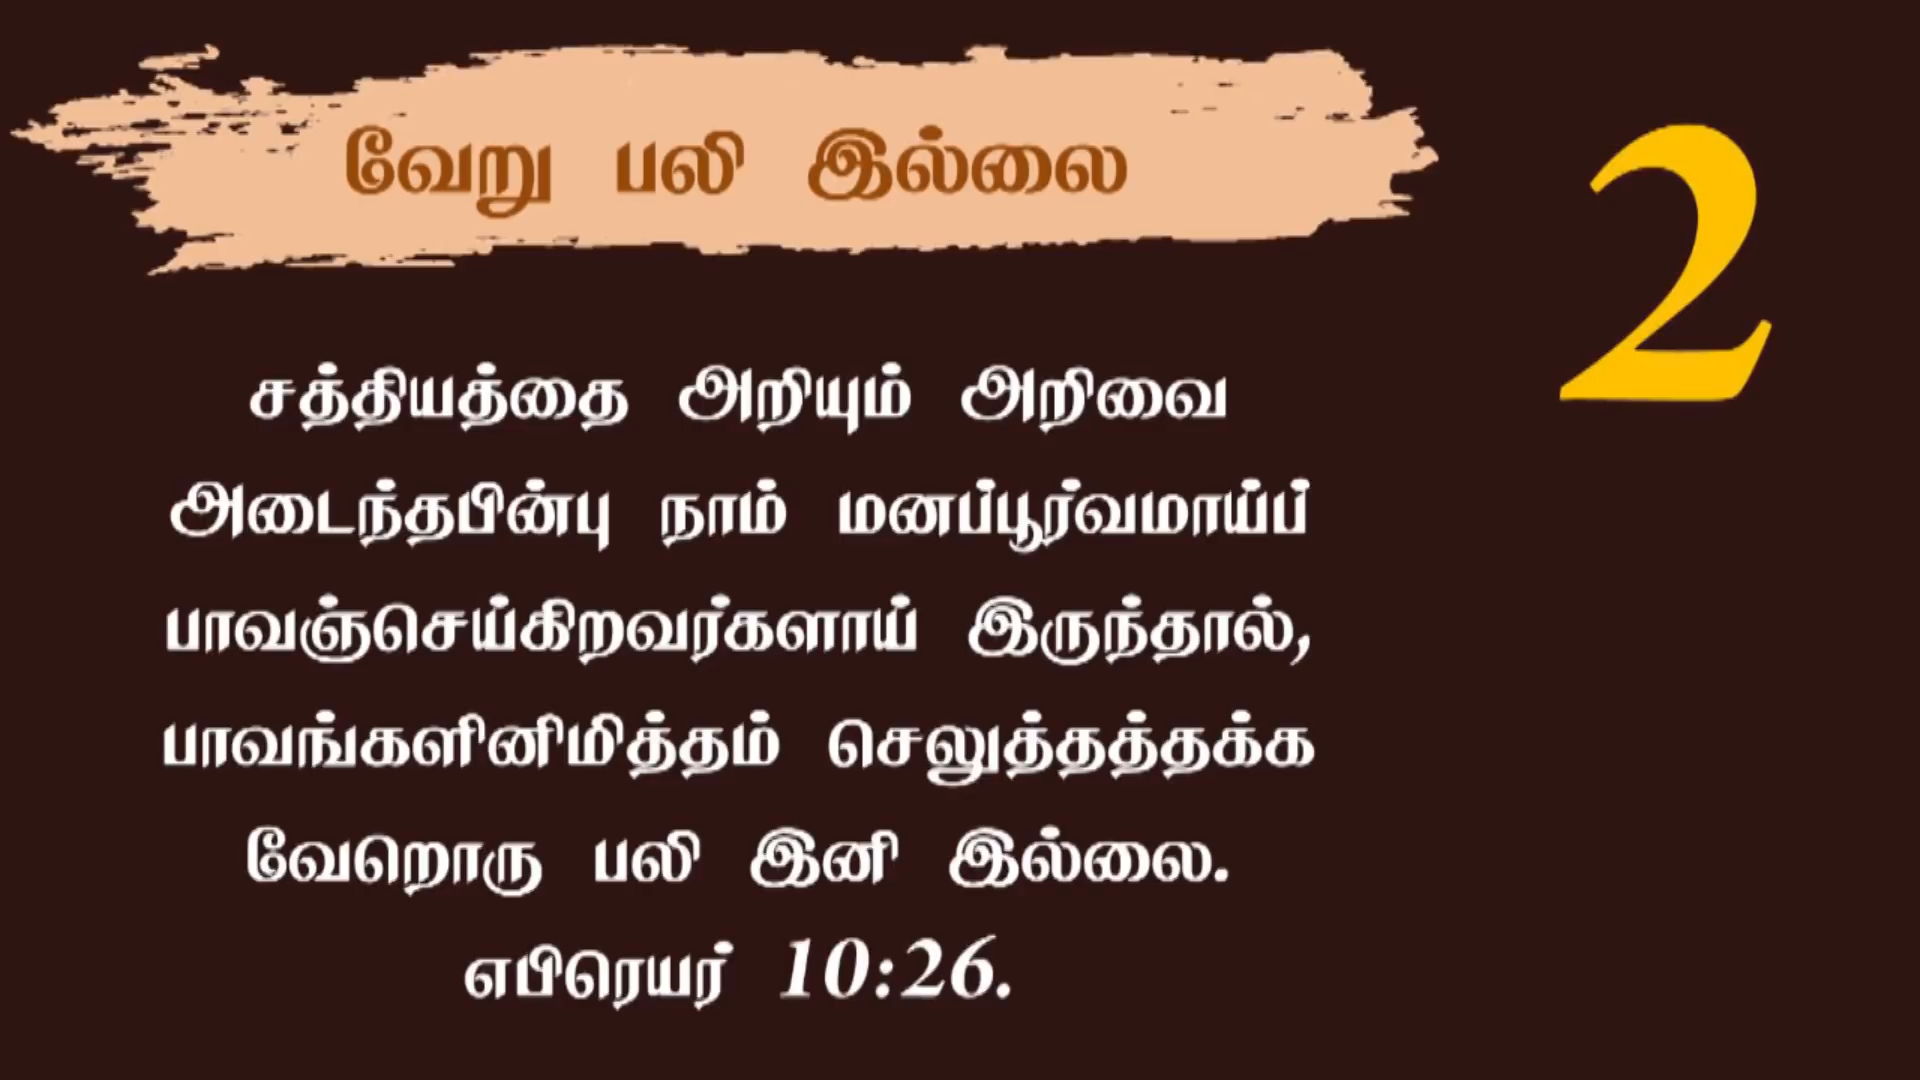 வேறு பலி இல்லை
2
சத்தியத்தை அறியும் அறிவை
அடைந்தபின்பு நாம் மனப்பூர்வமாய்ப்
பாவஞ்செய்கிறவர்களாய் இருந்தால்,
பாவங்களினிமித்தம் செலுத்தத்தக்க
வேறொரு பலி இனி இல்லை.
எபிரெயர் 10:26.